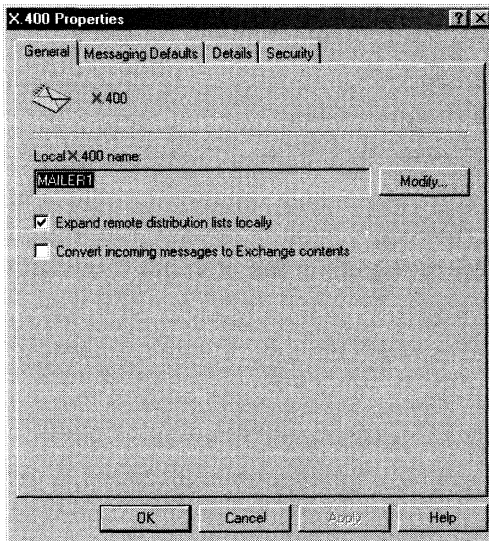 X.400 Properties
General Messaging Defaults Details Security
X.400
Local X.400 name:
MAILER1
Modify...
Expand remote distribution lists locally
Convert incoming messages to Exchange contents
OK Cancel Apply Help